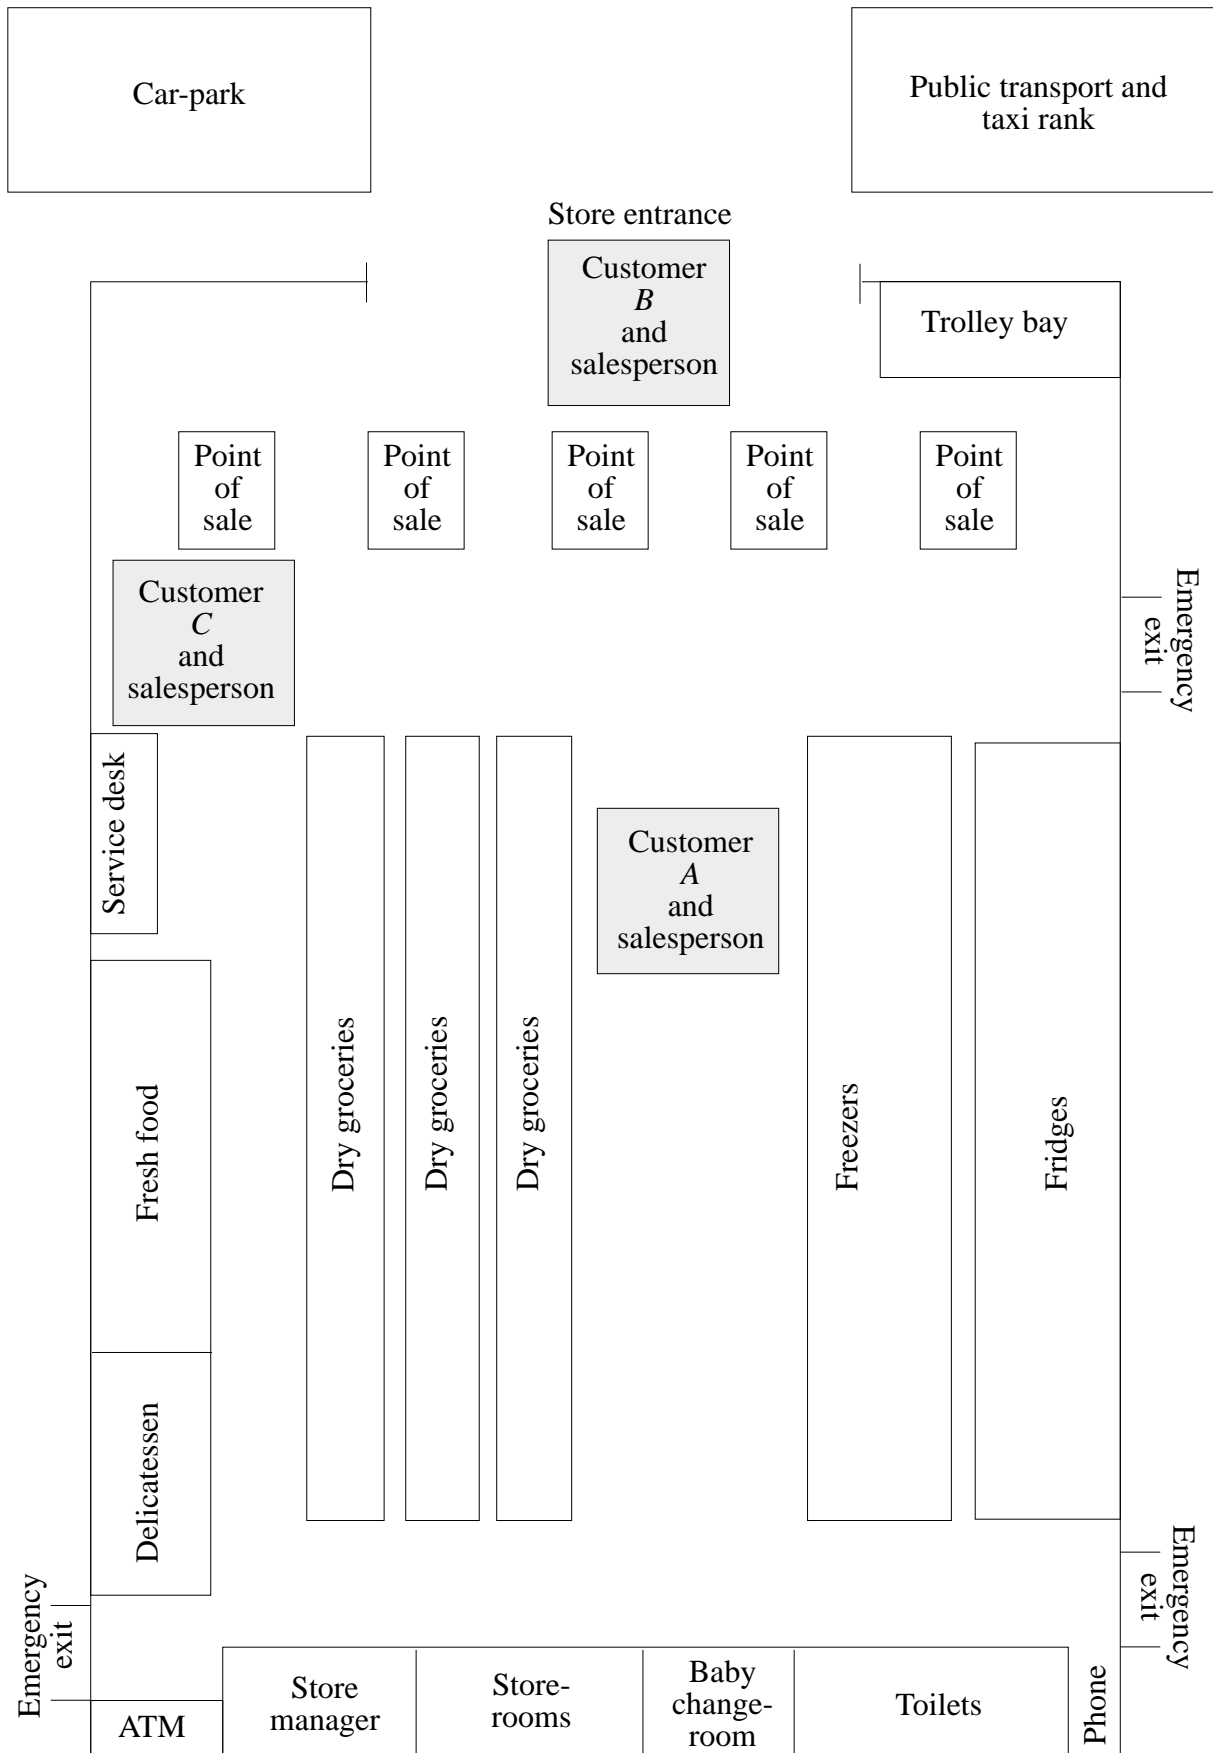 Car-park
Public transport and
taxi rank
Store entrance
Customer
B
and
salesperson
Trolley bay
Point
of
sale
Point
of
sale
Point
of
sale
Point
of
sale
Point
of
sale
Customer
C
and
salesperson
Emergency
exit
Service desk
Customer
A
and
salesperson
Fresh food
Dry groceries
Dry groceries
Dry groceries
Freezers
Fridges
Delicatessen
Emergency
exit
Emergency
exit
ATM
Store
manager
Store-
rooms
Baby
change-
room
Toilets
Phone